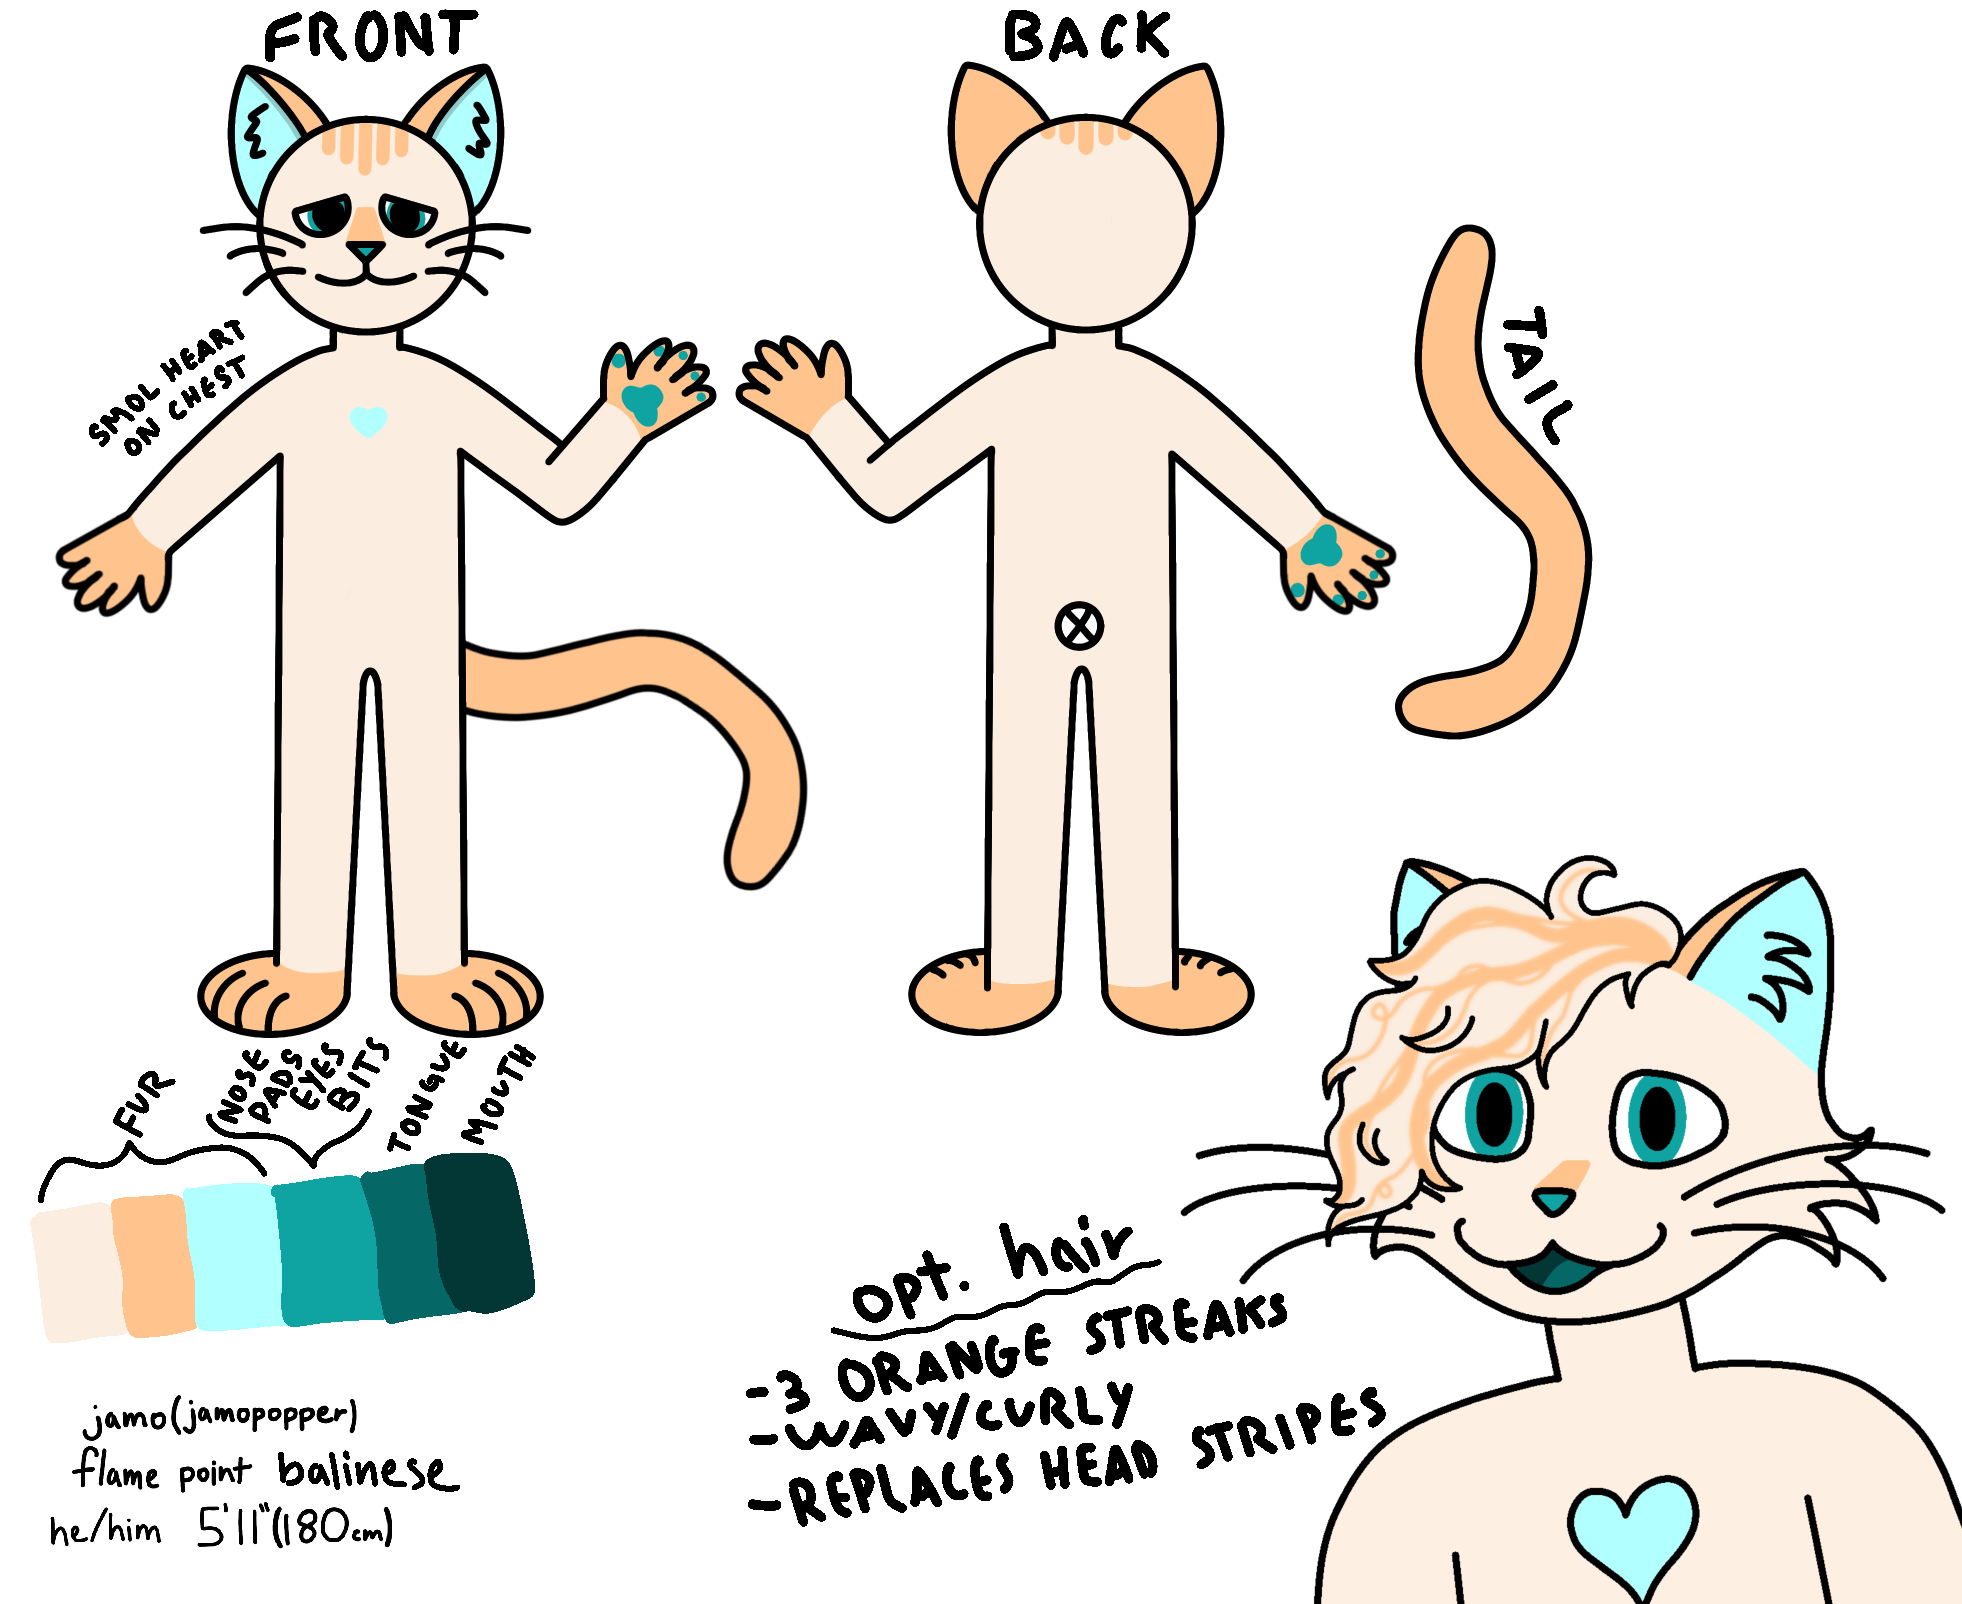 FRONT
BACK
SMOL HEART
ON CHEST
TAIL
FUR
NOSE
PADS
EYES
BITS
TONGUE
MOUTH
opt. hair
-3 ORANGE STREAKS
-WAVY/CURLY
-REPLACES HEAD STRIPES
jamo(jamopopper)
flame point balinese
he/him 5'11"(180cm)